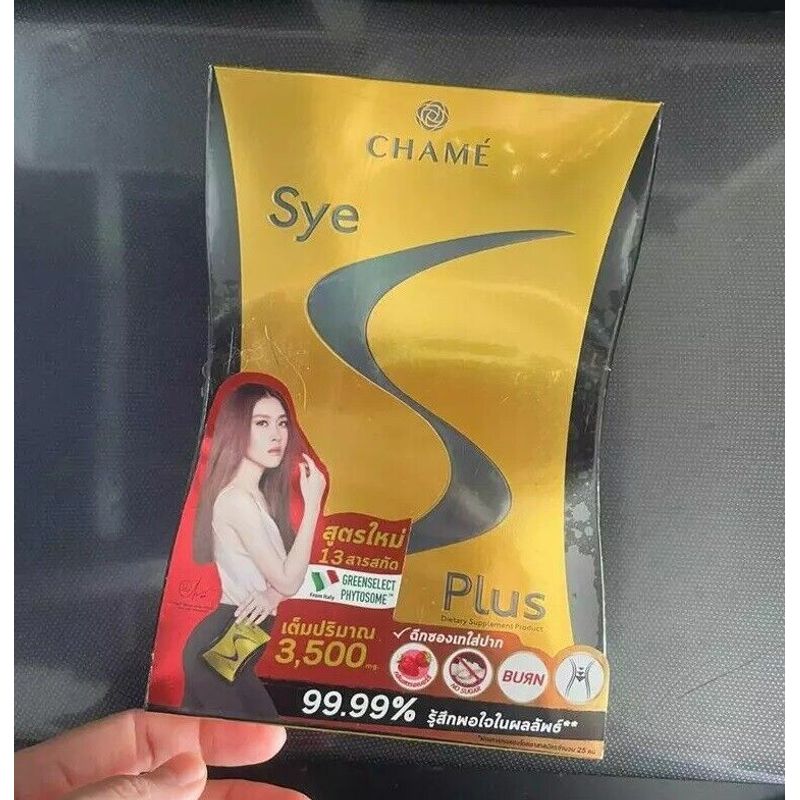 CHAMÉ
Sye
S
Plus
Dietary Supplement Product
สูตรใหม่
13 สารสกัด
From Italy
GREENSELECT
PHYTOSOME™
เต็มปริมาณ
3,500 mg.
✓ ฉีกซองเทใส่ปาก
NO SUGAR
BURN
99.99% รู้สึกพอใจในผลลัพธ์**